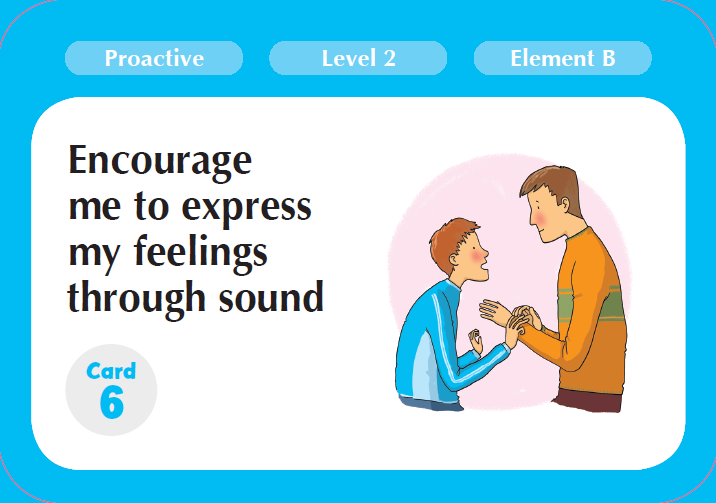 Proactive
Level 2
Element B
Encourage
me to express
my feelings
through sound
Card
6